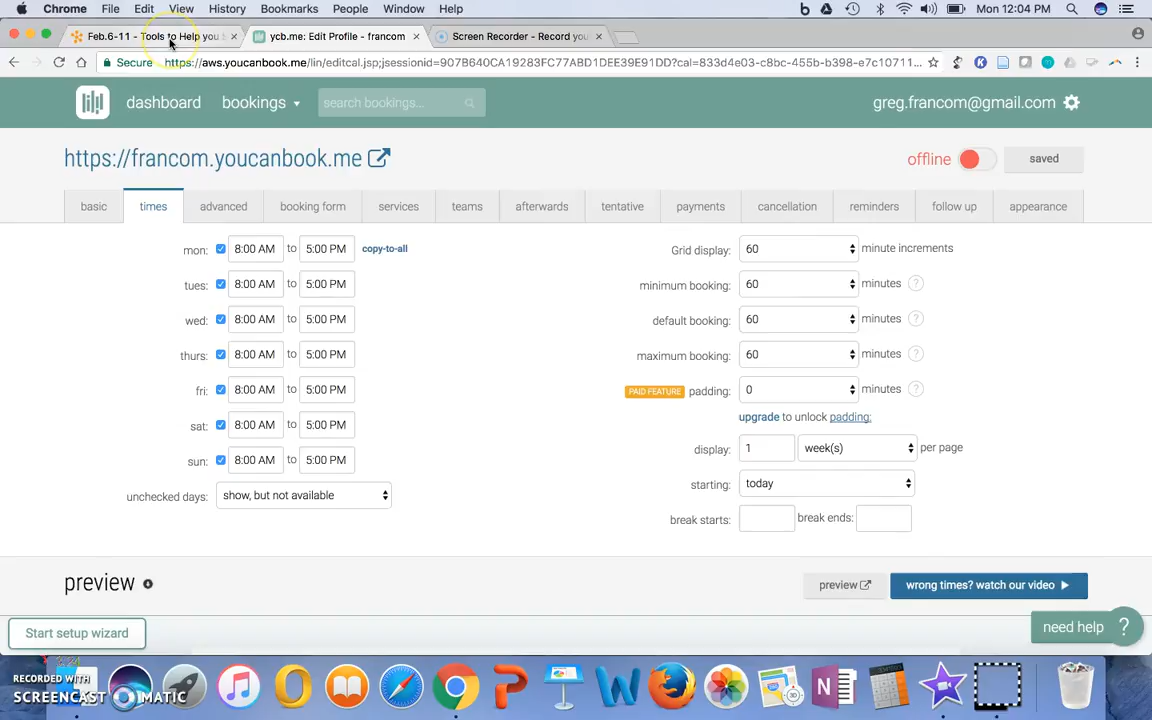 Chrome File Edit View History Bookmarks People Window Help Mon 12:04 PM
Feb.6-11 - Tools to Help you ycb.me: Edit Profile - francom Screen Recorder - Record you
Secure https://aws.youcanbook.me/lin/editcal.jsp;jsessionid=907B640CA19283FC77ABD1DEE39E91DD?cal=833d4e03-c8bc-455b-b398-e7c10711...
dashboard bookings search bookings... greg.francom@gmail.com
https://francom.youcanbook.me offline saved
basic times advanced booking form services teams afterwards tentative payments cancellation reminders follow up appearance
mon: 8:00 AM to 5:00 PM copy-to-all Grid display: 60 minute increments
tues: 8:00 AM to 5:00 PM minimum booking: 60 minutes ?
wed: 8:00 AM to 5:00 PM default booking: 60 minutes ?
thurs: 8:00 AM to 5:00 PM maximum booking: 60 minutes ?
fri: 8:00 AM to 5:00 PM PAID FEATURE padding: 0 minutes ?
upgrade to unlock padding:
sat: 8:00 AM to 5:00 PM display: 1 week(s) per page
sun: 8:00 AM to 5:00 PM starting: today
unchecked days: show, but not available break starts: break ends:
preview preview wrong times? watch our video
Start setup wizard need help ?
RECORDED WITH
SCREENCAST MATIC